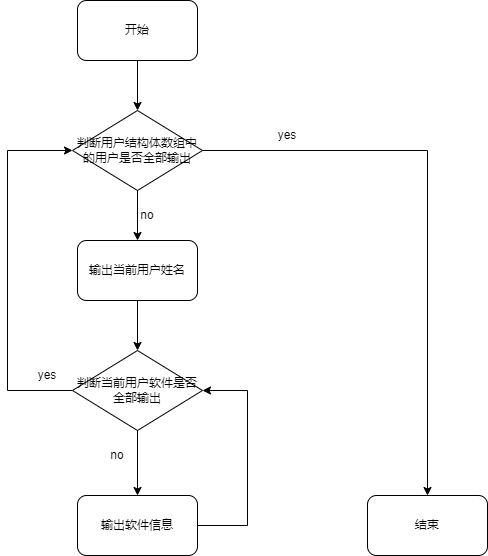 开始
判断用户结构体数组中
的用户是否全部输出
yes
no
输出当前用户姓名
判断当前用户软件是否
全部输出
yes
no
输出软件信息
结束